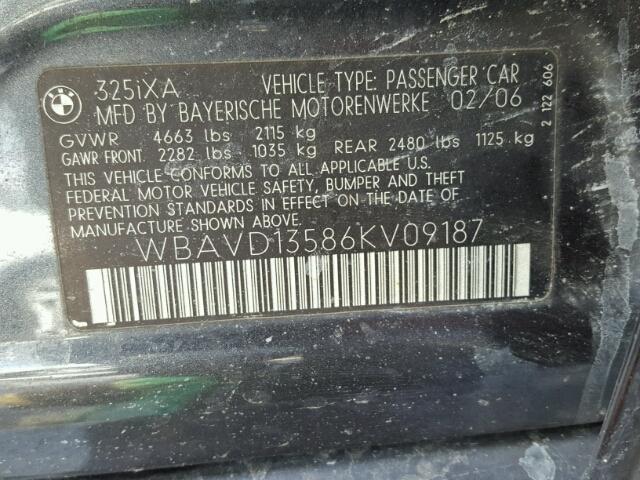 BMW
325iXA VEHICLE TYPE: PASSENGER CAR
MFD BY BAYERISCHE MOTORENWERKE 02/06
GVWR 4663 lbs 2115 kg
GAWR FRONT 2282 lbs 1035 kg REAR 2480 lbs 1125 kg
THIS VEHICLE CONFORMS TO ALL APPLICABLE U.S.
FEDERAL MOTOR VEHICLE SAFETY, BUMPER AND THEFT
PREVENTION STANDARDS IN EFFECT ON THE DATE OF
MANUFACTURE SHOWN ABOVE.
WBAVD13586KV09187
2 122 606